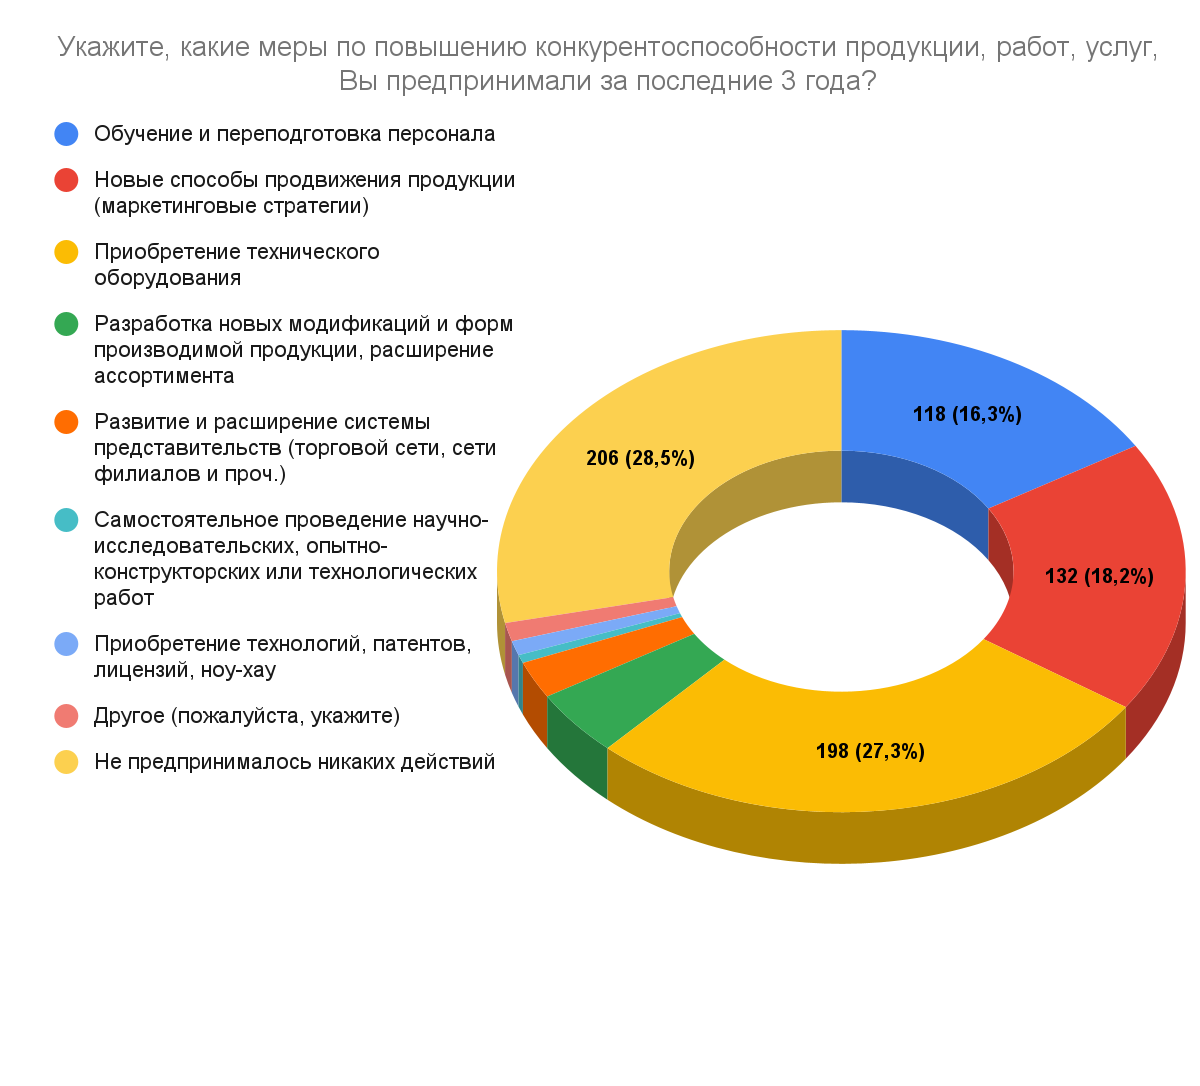 Укажите, какие меры по повышению конкурентоспособности продукции, работ, услуг,
Вы предпринимали за последние 3 года?
Обучение и переподготовка персонала
Новые способы продвижения продукции
(маркетинговые стратегии)
Приобретение технического
оборудования
Разработка новых модификаций и форм
производимой продукции, расширение
ассортимента
Развитие и расширение системы
представительств (торговой сети, сети
филиалов и проч.)
Самостоятельное проведение научно-
исследовательских, опытно-
конструкторских или технологических
работ
Приобретение технологий, патентов,
лицензий, ноу-хау
Другое (пожалуйста, укажите)
Не предпринималось никаких действий
118 (16,3%)
206 (28,5%)
132 (18,2%)
198 (27,3%)